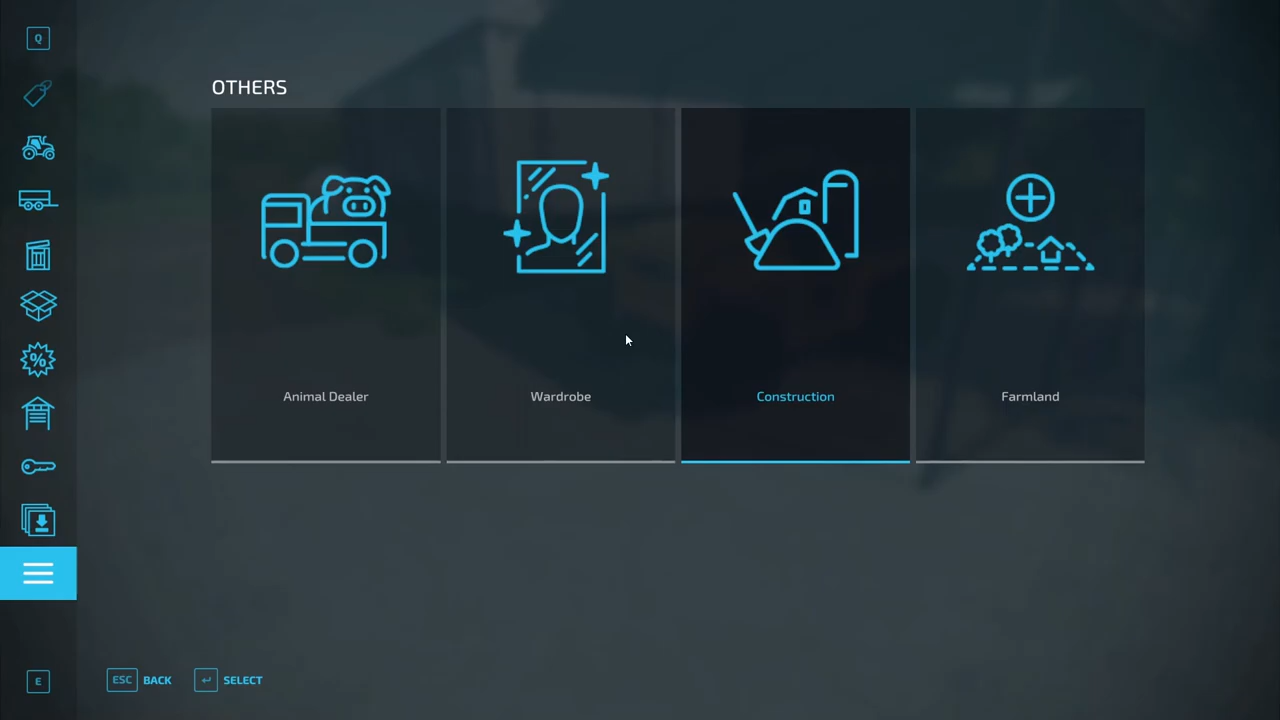 Q
OTHERS
%
Animal Dealer
Wardrobe
Construction
Farmland
E
ESC BACK
SELECT